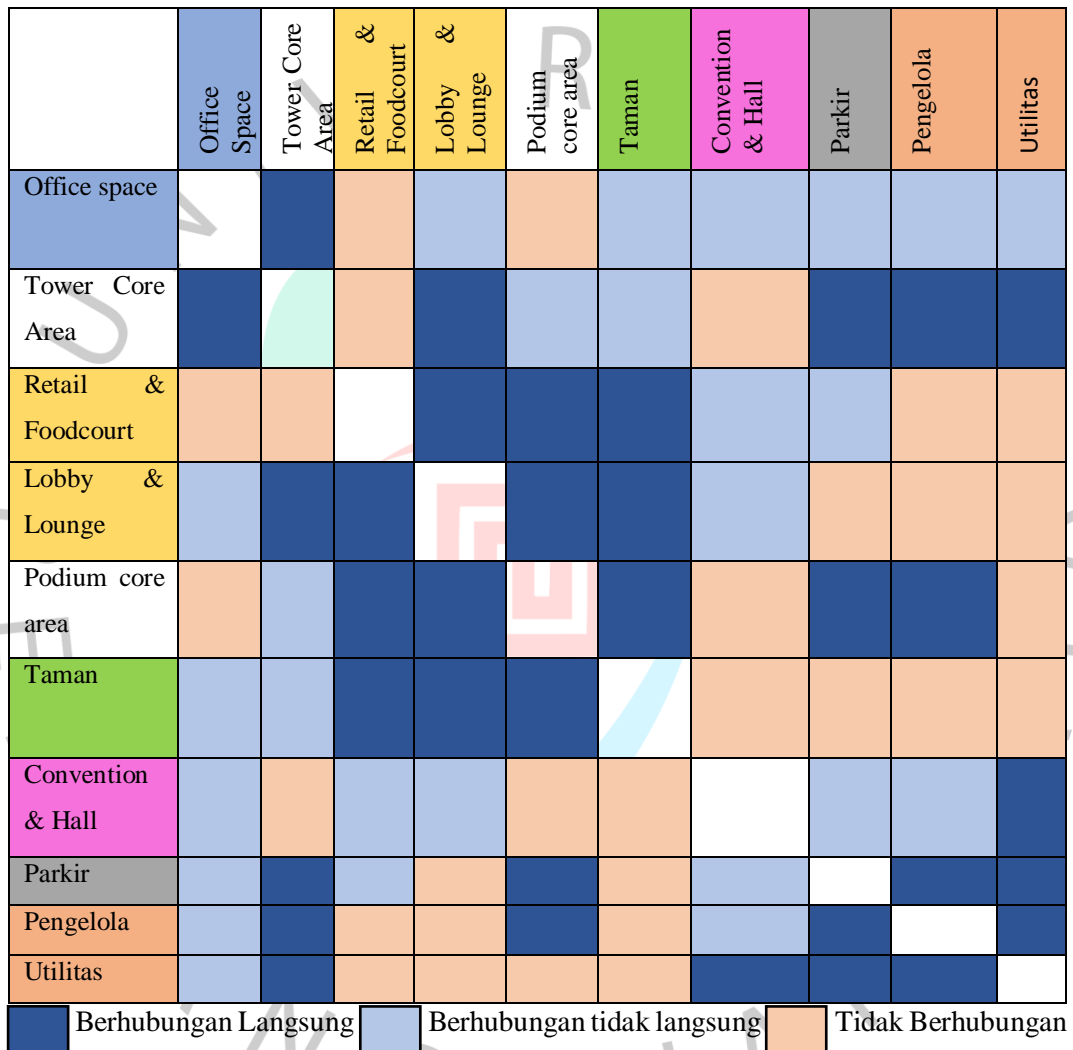 Office
Space
Tower Core
Area
Retail &
Foodcourt
Lobby &
Lounge
Podium
core area
Taman
Convention
& Hall
Parkir
Pengelola
Utilitas
Office space
Tower Core
Area
Retail &
Foodcourt
Lobby &
Lounge
Podium core
area
Taman
Convention
& Hall
Parkir
Pengelola
Utilitas
Berhubungan Langsung
Berhubungan tidak langsung
Tidak Berhubungan